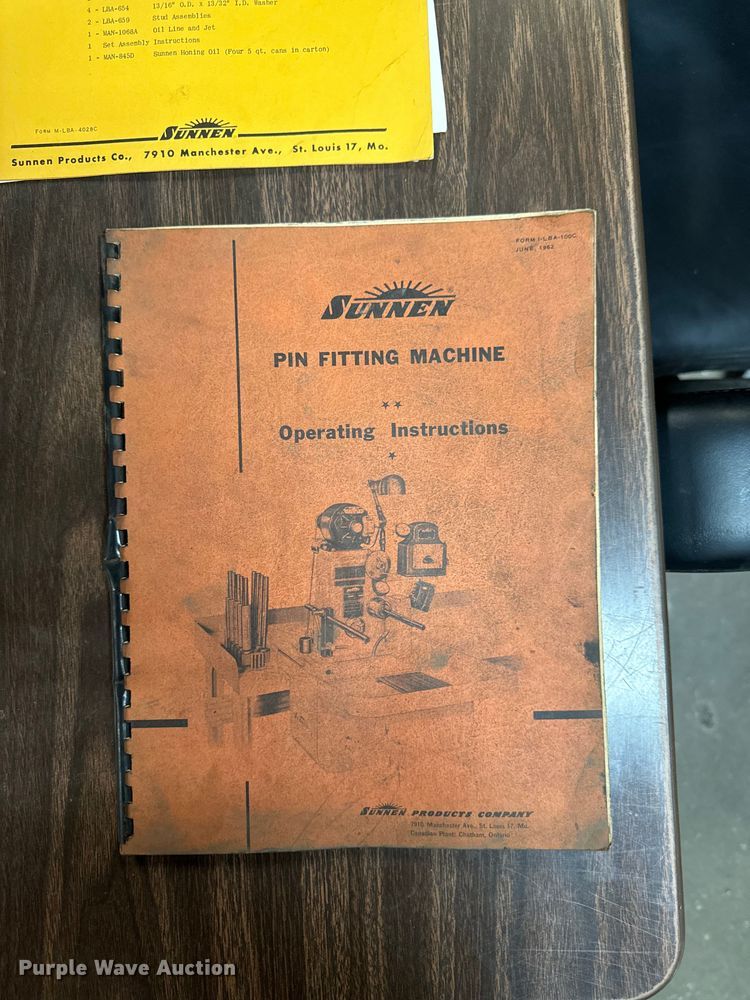 4 - LBA-654 13/16" O.D. x 13/32" I.D. Washer
2 - LBA-659 Stud Assemblies
1 - MAN-1068A Oil Line and Jet
1 Set Assembly Instructions
1 - MAN-845D Sunnen Honing Oil (Four 5 qt. cans in carton)
FORM M-LBA-4028C
SUNNEN
Sunnen Products Co., 7910 Manchester Ave., St. Louis 17, Mo.
FORM I-LBA-100C
JUNE, 1962
SUNNEN®
PIN FITTING MACHINE
Operating Instructions
SUNNEN PRODUCTS COMPANY
7910 Manchester Ave., St. Louis 17, Mo.
Canadian Plant: Chatham, Ontario
Purple Wave Auction